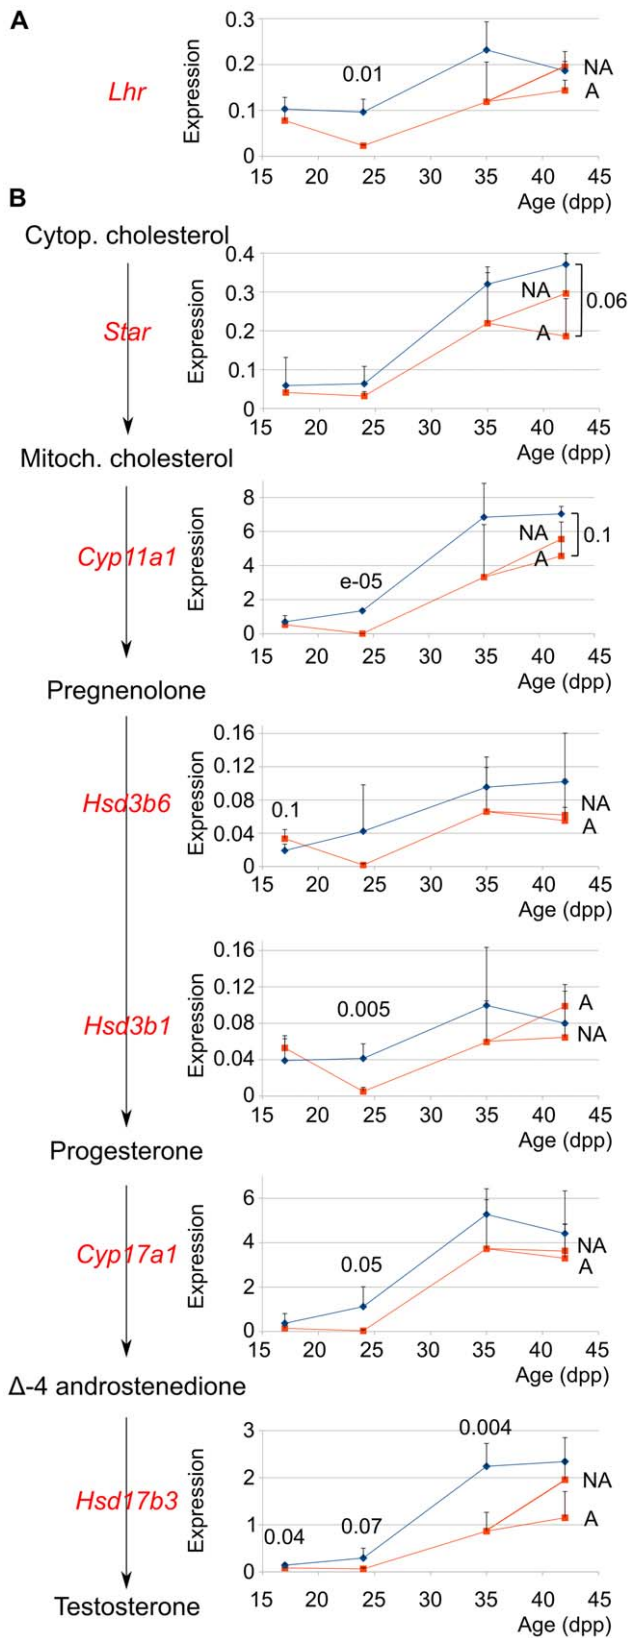 A
Lhr
Expression
0.3
0.2
0.1
0
0.01
NA
A
15 20 25 30 35 40 45
Age (dpp)
B
Cytop. cholesterol
Star
Expression
0.4
0.3
0.2
0.1
0
NA
A
0.06
15 20 25 30 35 40 45
Age (dpp)
Mitoch. cholesterol
Cyp11a1
Expression
8
6
4
2
0
e-05
NA
A
0.1
15 20 25 30 35 40 45
Age (dpp)
Pregnenolone
Hsd3b6
Expression
0.16
0.12
0.08
0.04
0
0.1
NA
A
15 20 25 30 35 40 45
Age (dpp)
Hsd3b1
Expression
0.16
0.12
0.08
0.04
0
0.005
A
NA
15 20 25 30 35 40 45
Age (dpp)
Progesterone
Cyp17a1
Expression
6
4
2
0
0.05
NA
A
15 20 25 30 35 40 45
Age (dpp)
Δ-4 androstenedione
Hsd17b3
Expression
3
2
1
0
0.04
0.07
0.004
NA
A
15 20 25 30 35 40 45
Age (dpp)
Testosterone